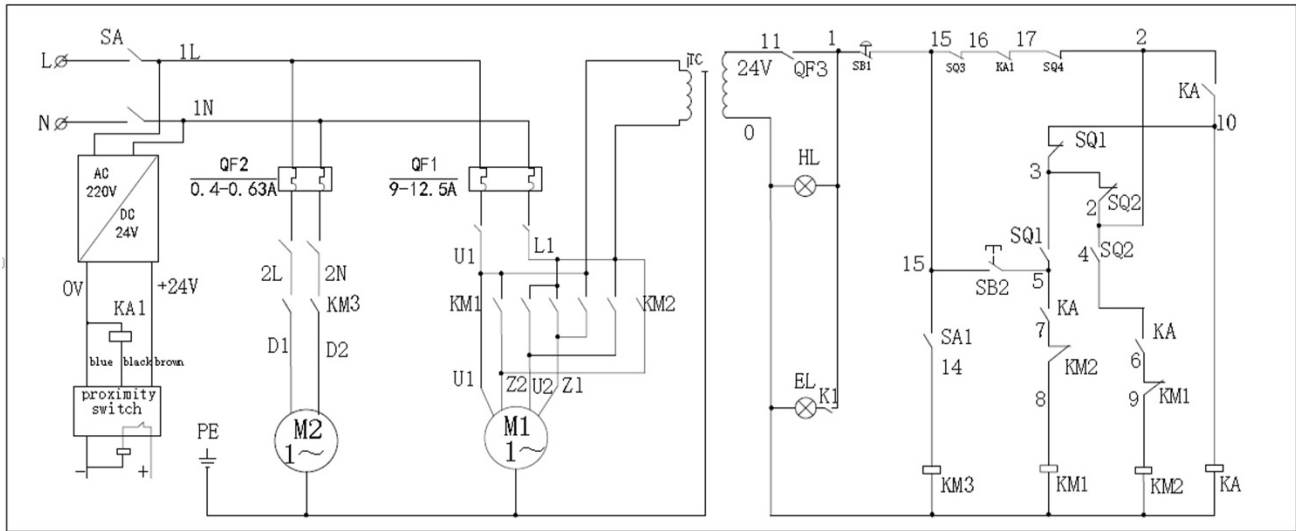 SA
L
1L
N
1N
AC
220V
DC
24V
0V
+24V
KA1
blue
black
brown
proximity
switch
-
+
QF2
0.4-0.63A
2L
2N
KM3
D1
D2
M2
1~
PE
QF1
9-12.5A
U1
L1
KM1
KM2
U1
Z2
U2
Z1
M1
1~
TC
11
24V
QF3
0
1
SB1
15
SQ3
16
KA1
17
SQ4
2
KA
10
HL
SQ1
3
2
SQ2
SQ1
4
SQ2
15
SB2
5
KA
7
KA
SA1
14
KM2
6
8
9
KM1
EL
K1
KM3
KM1
KM2
KA